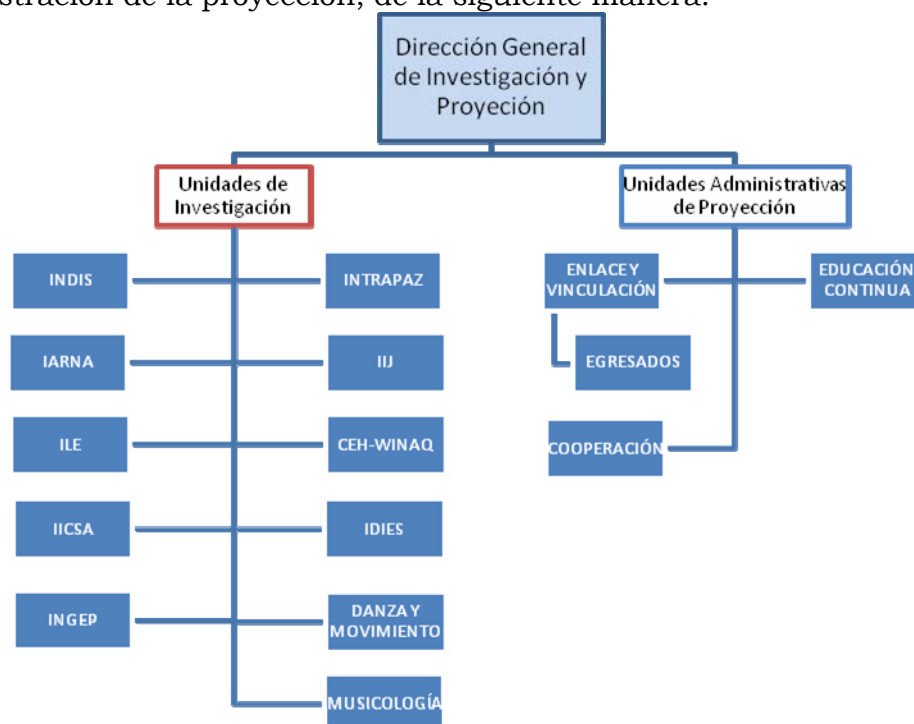 stración de la proyección, de la siguiente manera:
Dirección General
de Investigación y
Proyeción
Unidades de
Investigación
Unidades Administrativas
de Proyección
INDIS
INTRAPAZ
IARNA
IIJ
ILE
CEH-WINAQ
IICSA
IDIES
INGEP
DANZA Y
MOVIMIENTO
MUSICOLOGÍA
ENLACE Y
VINCULACIÓN
EDUCACIÓN
CONTINUA
EGRESADOS
COOPERACIÓN